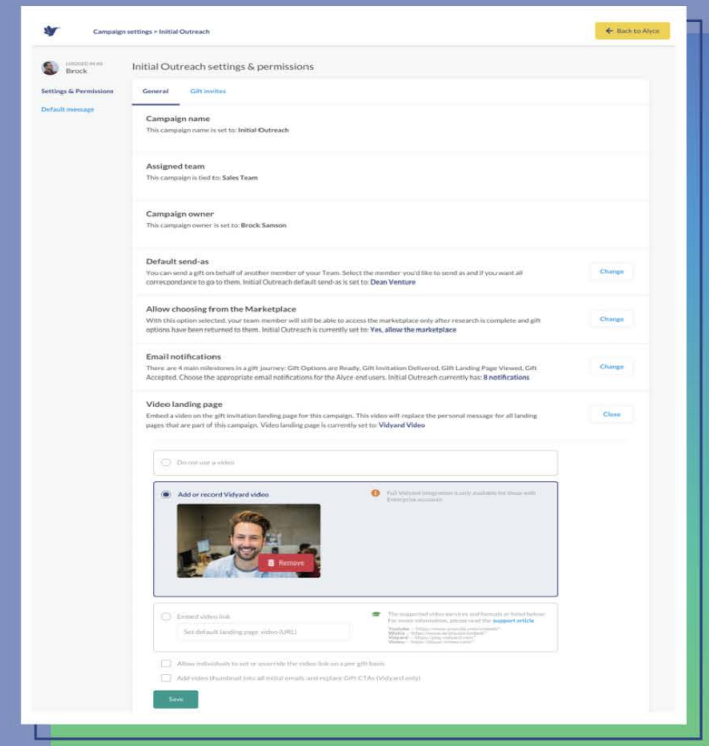 Campaign settings > Initial Outreach
← Back to Alyce
Brock
Initial Outreach settings & permissions
Settings & Permissions
General
Gift invites
Default message
Campaign name
This campaign name is set to: Initial Outreach
Assigned team
This campaign is tied to: Sales Team
Campaign owner
This campaign owner is set to: Brock Samson
Default send-as
You can send a gift on behalf of another member of your Team. Select the member you'd like to send as and if you want all
correspondance to go to them. Initial Outreach default send-as is set to: Dean Venture
Change
Allow choosing from the Marketplace
With this option selected, your team member will still be able to access the marketplace only after research is complete and gift
options have been returned to them. Initial Outreach is currently set to: Yes, allow the marketplace
Change
Email notifications
There are 4 main milestones in a gift journey: Gift Options are Ready, Gift Invitation Delivered, Gift Landing Page Viewed, Gift
Accepted. Choose the appropriate email notifications for the Alyce end users. Initial Outreach currently has: 8 notifications
Change
Video landing page
Embed a video on the gift invitation landing page for this campaign. This video will replace the personal message for all landing
pages that are part of this campaign. Video landing page is currently set to: Vidyard Video
Close
Do not use a video
Add or record Vidyard video
Full Vidyard integration is only available for those with
Enterprise accounts
Remove
Embed video link
Set default landing page video (URL)
The supported video services and formats at listed below:
For more information, please read the support article
Allow individuals to set or override the video link on a per gift basis
Add video thumbnail into all initial emails and replace Gift CTAs (Vidyard only)
Save